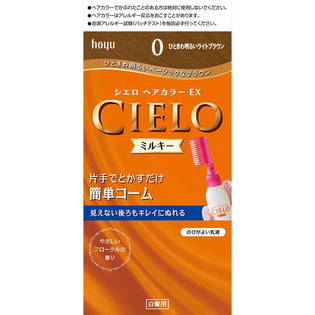 ●ヘアカラーでかぶれたことのある方は絶対に使用しないでください。
●ヘアカラーはアレルギー反応をおこすことがあります。
●皮膚アレルギー試験(パッチテスト)を毎回必ず行ってください。
hoyu
0 ひときわ明るいライトブラウン
ひときわ明るいベーシックなブラウン
シエロ ヘアカラー EX
CIELO
ミルキー
片手でとかすだけ
簡単コーム
見えない後ろもキレイにぬれる
のびがよい乳液
やさしい
フローラルの
香り
白髪用